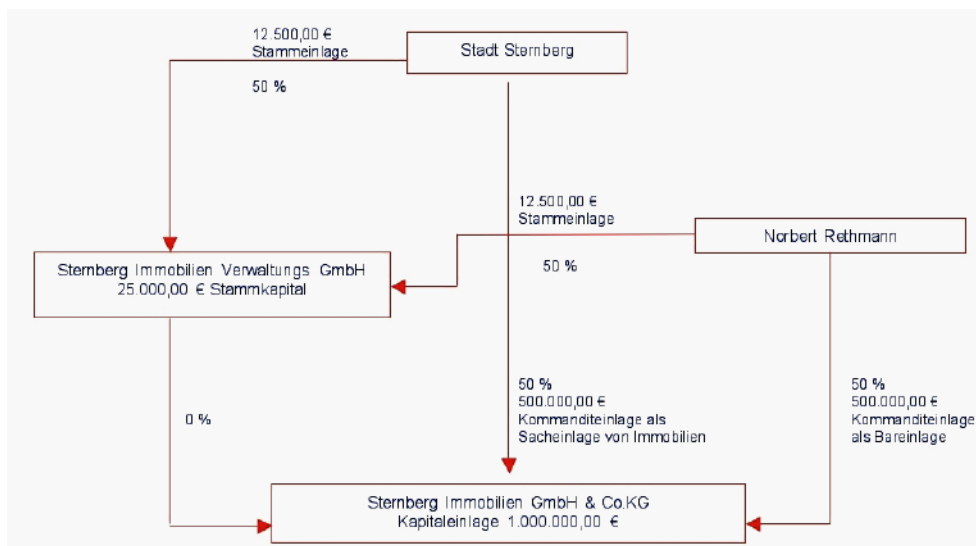 12.500,00 €
Stammeinlage
50 %
Stadt Sternberg
12.500,00 €
Stammeinlage
50 %
Norbert Rethmann
Sternberg Immobilien Verwaltungs GmbH
25.000,00 € Stammkapital
0 %
50 %
500.000,00 €
Kommanditeinlage als
Sacheinlage von Immobilien
50 %
500.000,00 €
Kommanditeinlage
als Bareinlage
Sternberg Immobilien GmbH & Co.KG
Kapitaleinlage 1.000.000,00 €